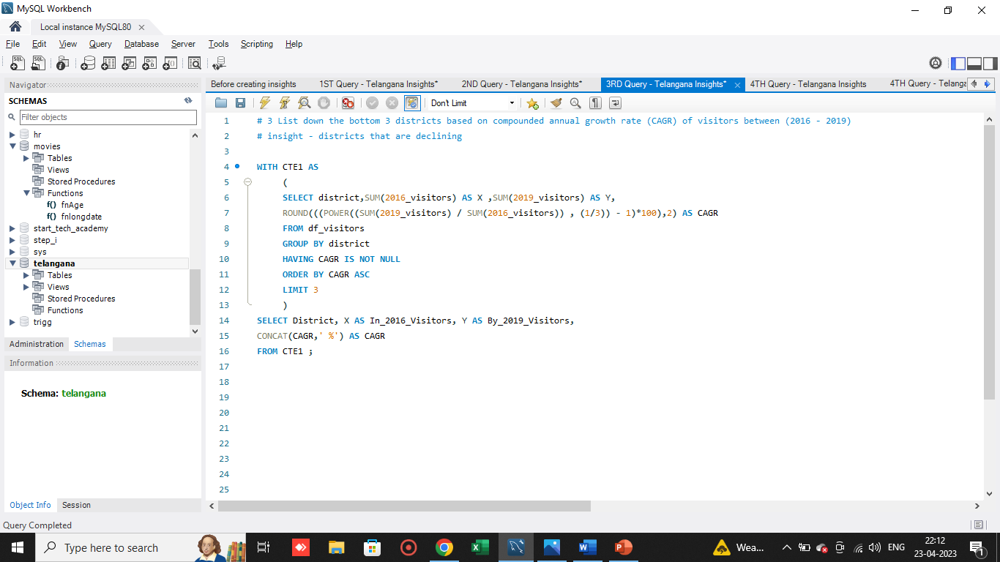 MySQL Workbench
Local instance MySQL80
File Edit View Query Database Server Tools Scripting Help
Navigator
SCHEMAS
Filter objects
hr
movies
Tables
Views
Stored Procedures
Functions
f() fnAge
f() fnlongdate
start_tech_academy
step_i
sys
telangana
Tables
Views
Stored Procedures
Functions
trigg
Administration Schemas
Information
Schema: telangana
Object Info Session
Query Completed
Before creating insights 1ST Query - Telangana Insights* 2ND Query - Telangana Insights* 3RD Query - Telangana Insights* 4TH Query - Telangana Insights 4TH Query - Telanga
Don't Limit
1 # 3 List down the bottom 3 districts based on compounded annual growth rate (CAGR) of visitors between (2016 - 2019)
2 # insight - districts that are declining
3
4 WITH CTE1 AS
5 (
6 SELECT district,SUM(2016_visitors) AS X ,SUM(2019_visitors) AS Y,
7 ROUND(((POWER((SUM(2019_visitors) / SUM(2016_visitors)) , (1/3)) - 1)*100),2) AS CAGR
8 FROM df_visitors
9 GROUP BY district
10 HAVING CAGR IS NOT NULL
11 ORDER BY CAGR ASC
12 LIMIT 3
13 )
14 SELECT District, X AS In_2016_Visitors, Y AS By_2019_Visitors,
15 CONCAT(CAGR,' %') AS CAGR
16 FROM CTE1 ;
17
18
19
20
21
22
23
24
25
Type here to search
Wea...
ENG
22:12
23-04-2023
1